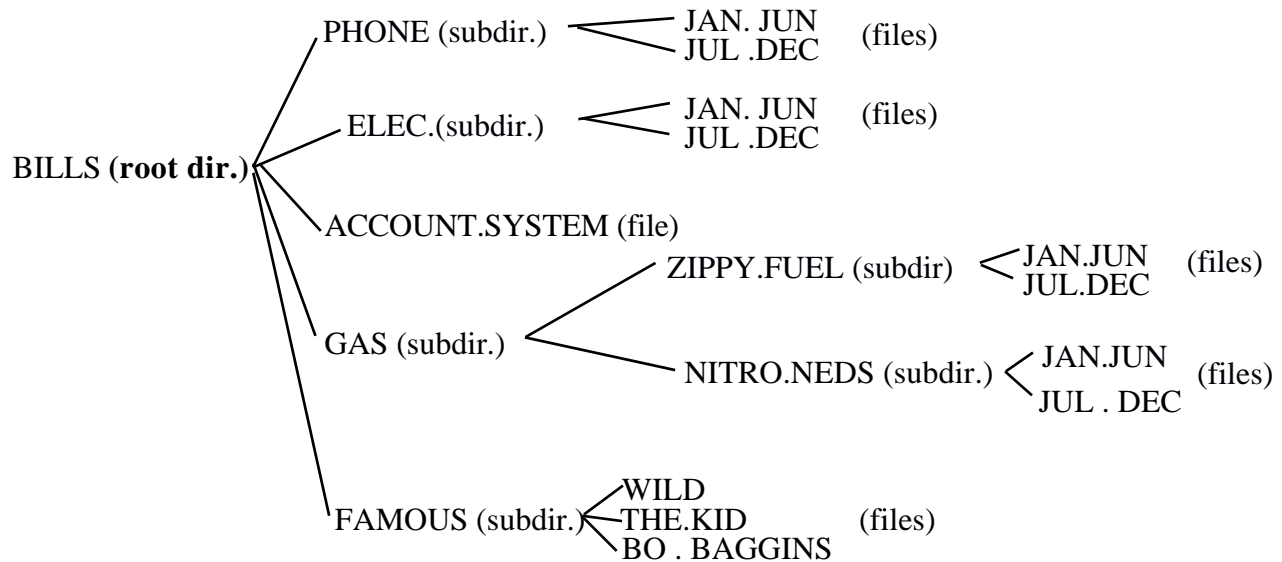 PHONE (subdir.)
JAN. JUN
JUL .DEC
(files)
ELEC.(subdir.)
JAN. JUN
JUL .DEC
(files)
BILLS (root dir.)
ACCOUNT.SYSTEM (file)
ZIPPY.FUEL (subdir)
JAN.JUN
JUL.DEC
(files)
GAS (subdir.)
NITRO.NEDS (subdir.)
JAN.JUN
JUL . DEC
(files)
FAMOUS (subdir.)
WILD
THE.KID
BO . BAGGINS
(files)